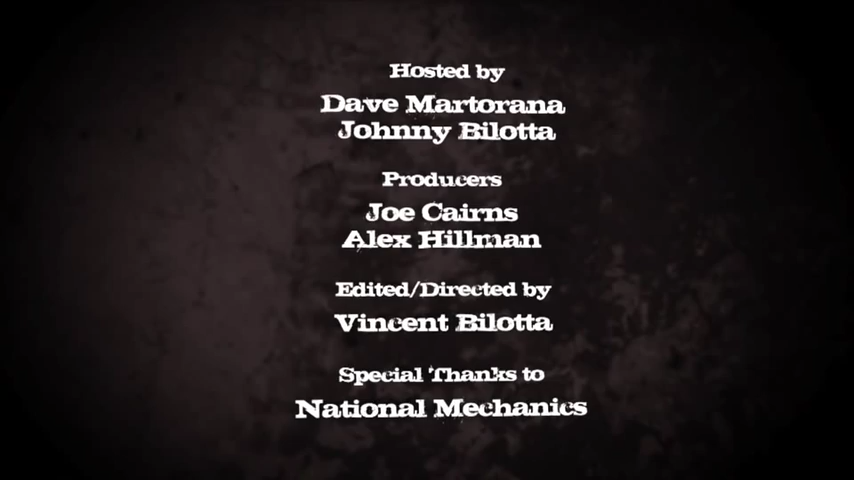 Hosted by
Dave Martorana
Johnny Bilotta
Producers
Joe Cairns
Alex Hillman
Edited/Directed by
Vincent Bilotta
Special Thanks to
National Mechanics